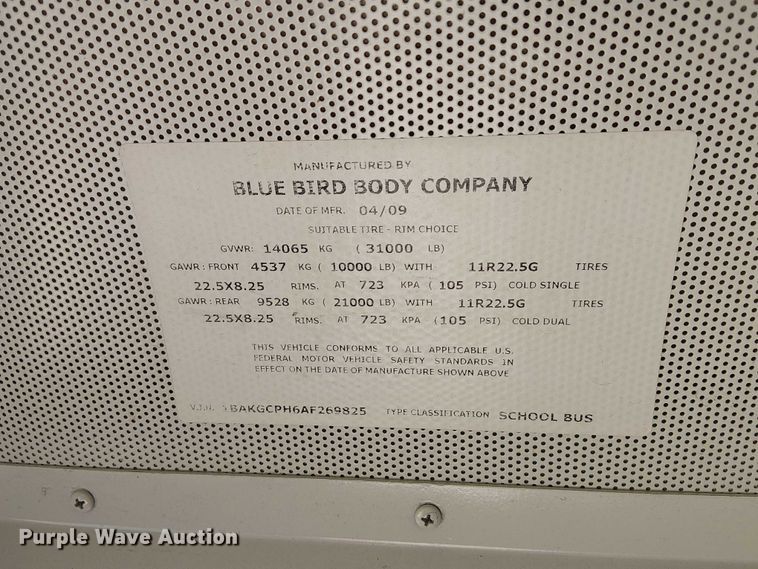 MANUFACTURED BY
BLUE BIRD BODY COMPANY
DATE OF MFR. 04/09
SUITABLE TIRE - RIM CHOICE
GVWR: 14065 KG ( 31000 LB)
GAWR : FRONT 4537 KG ( 10000 LB) WITH 11R22.5G TIRES
22.5X8.25 RIMS. AT 723 KPA ( 105 PSI) COLD SINGLE
GAWR : REAR 9528 KG ( 21000 LB) WITH 11R22.5G TIRES
22.5X8.25 RIMS. AT 723 KPA ( 105 PSI) COLD DUAL
THIS VEHICLE CONFORMS TO ALL APPLICABLE U.S.
FEDERAL MOTOR VEHICLE SAFETY STANDARDS IN
EFFECT ON THE DATE OF MANUFACTURE SHOWN ABOVE
V.I.N. 1BAKGCPH6AF269825 TYPE CLASSIFICATION SCHOOL BUS
Purple Wave Auction